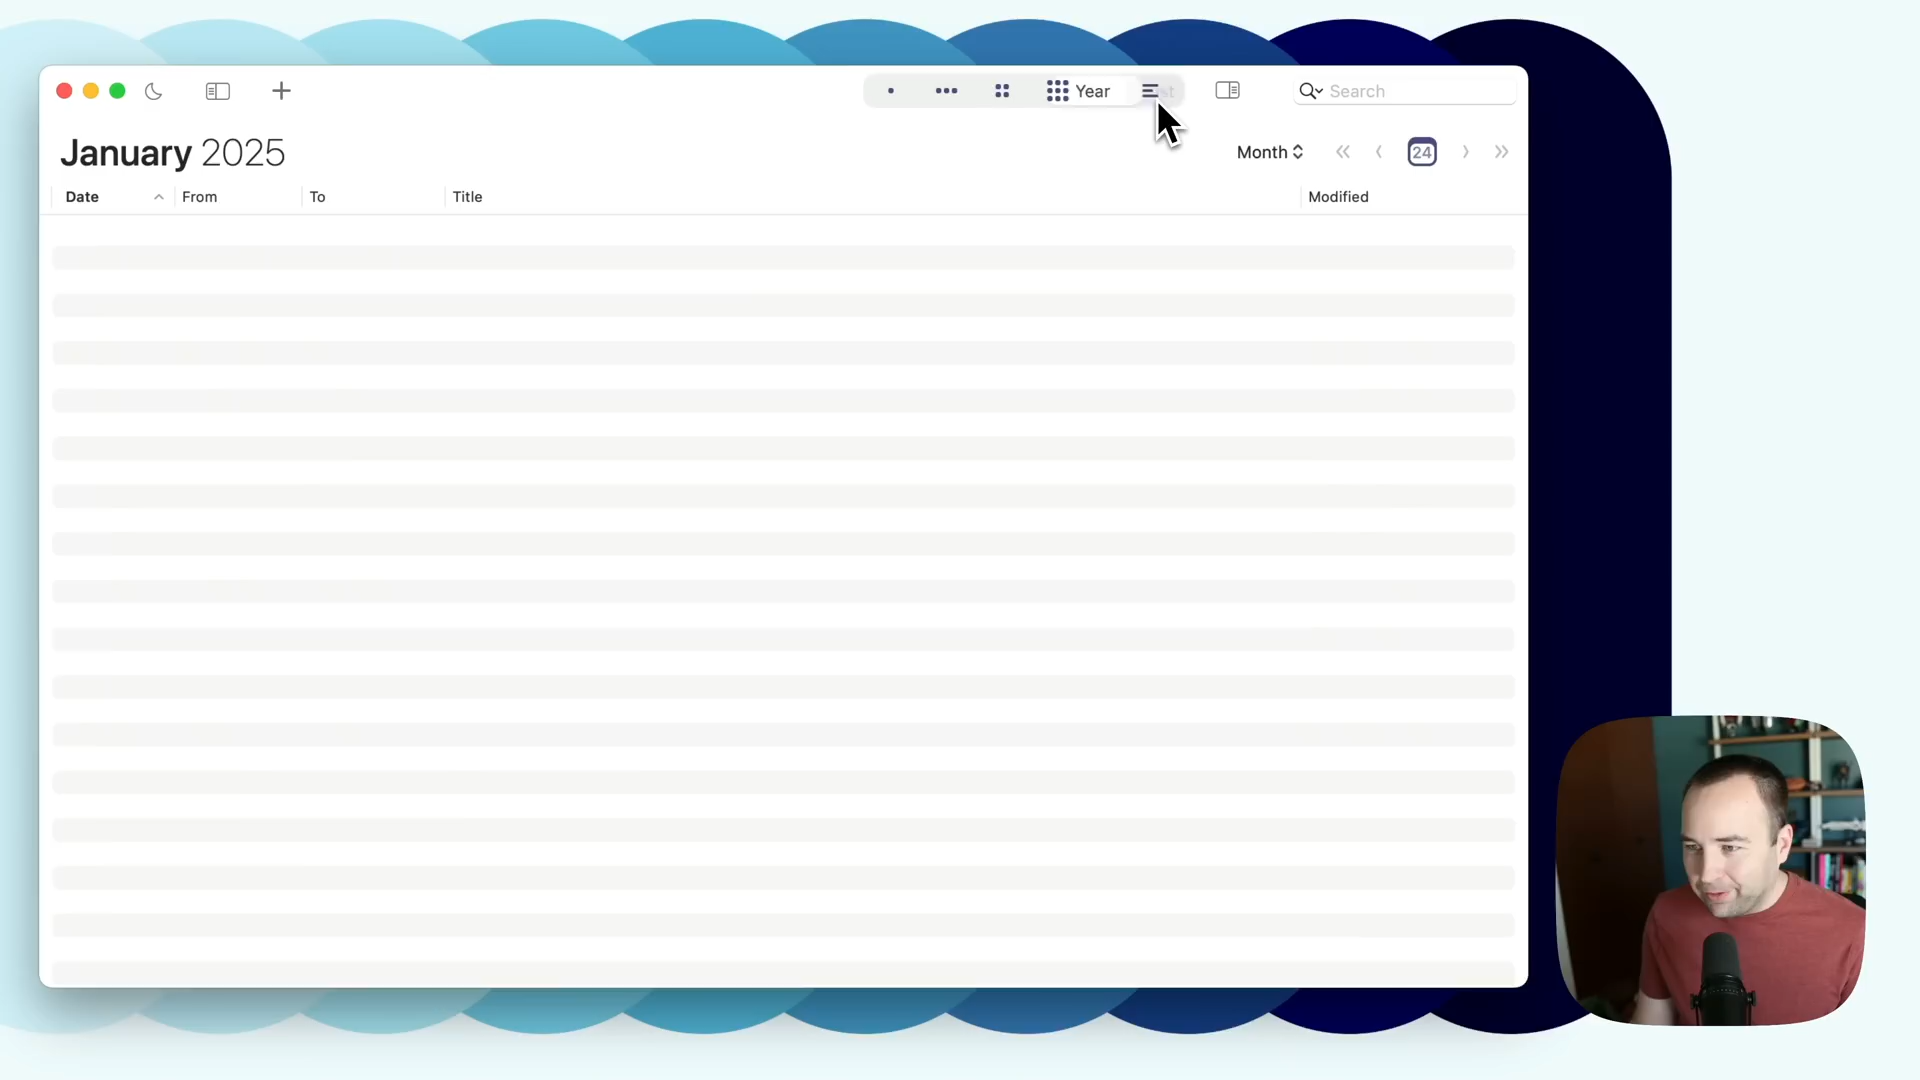 Year
Search
January 2025
Month
24
Date
From
To
Title
Modified